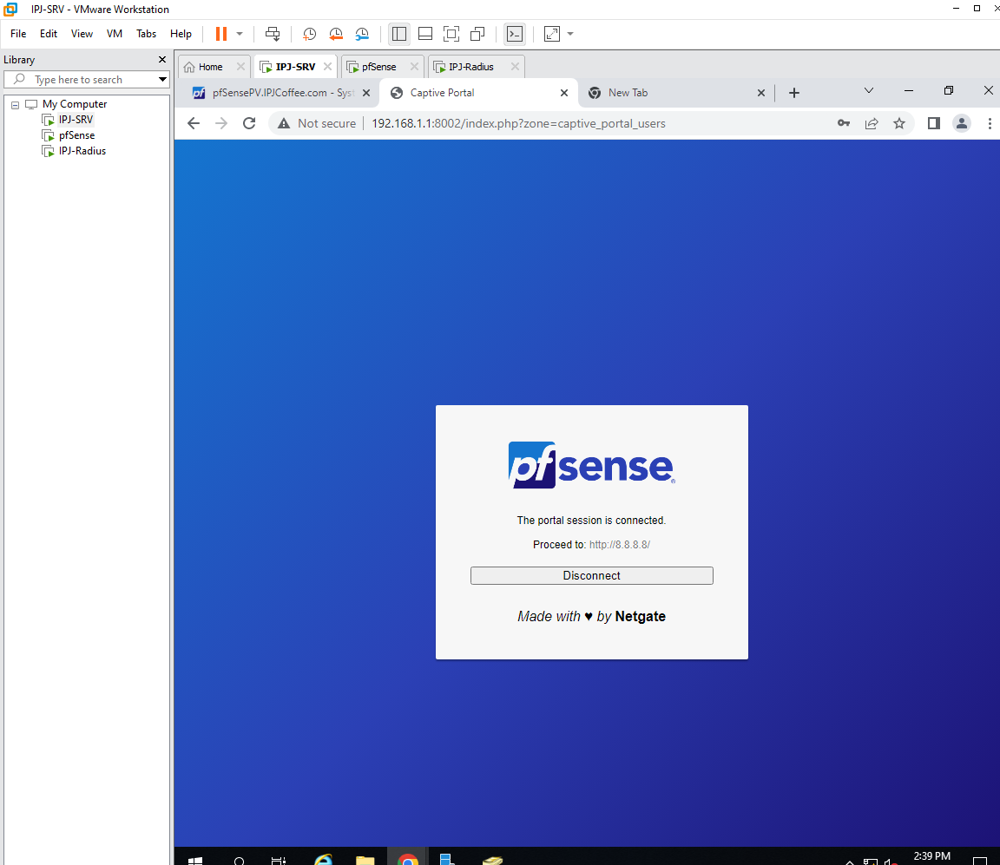 IPJ-SRV - VMware Workstation
File Edit View VM Tabs Help
Library
Type here to search
My Computer
IPJ-SRV
pfSense
IPJ-Radius
Home IPJ-SRV pfSense IPJ-Radius
pf pfSensePV.IPJCoffee.com - Syst Captive Portal New Tab
Not secure 192.168.1.1:8002/index.php?zone=captive_portal_users
pfsense®
The portal session is connected.
Proceed to: http://8.8.8.8/
Disconnect
Made with ♥ by Netgate
2:39 PM